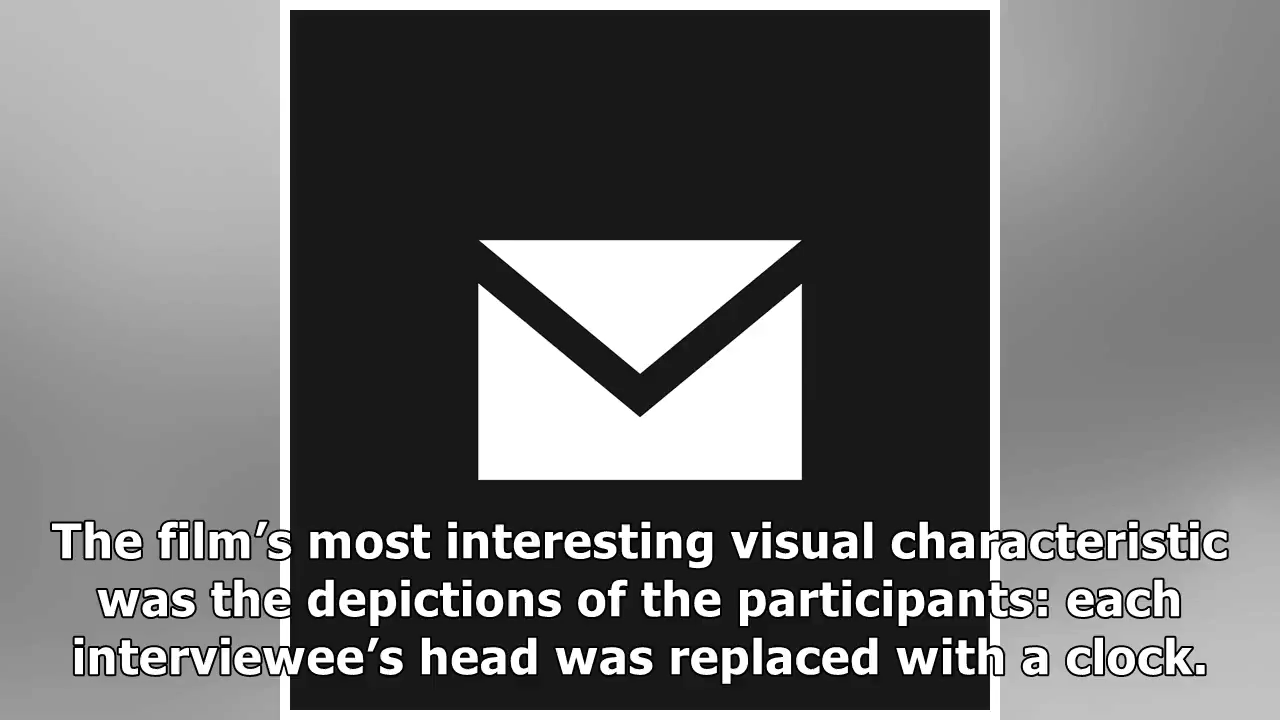 The film’s most interesting visual characteristic
was the depictions of the participants: each
interviewee’s head was replaced with a clock.